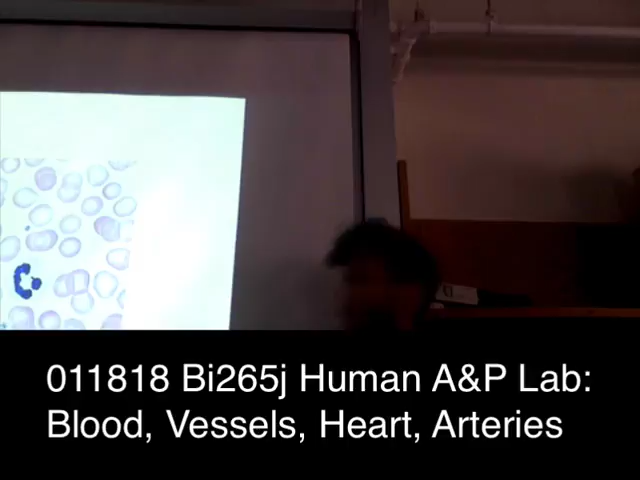 011818 Bi265j Human A&P Lab:
Blood, Vessels, Heart, Arteries